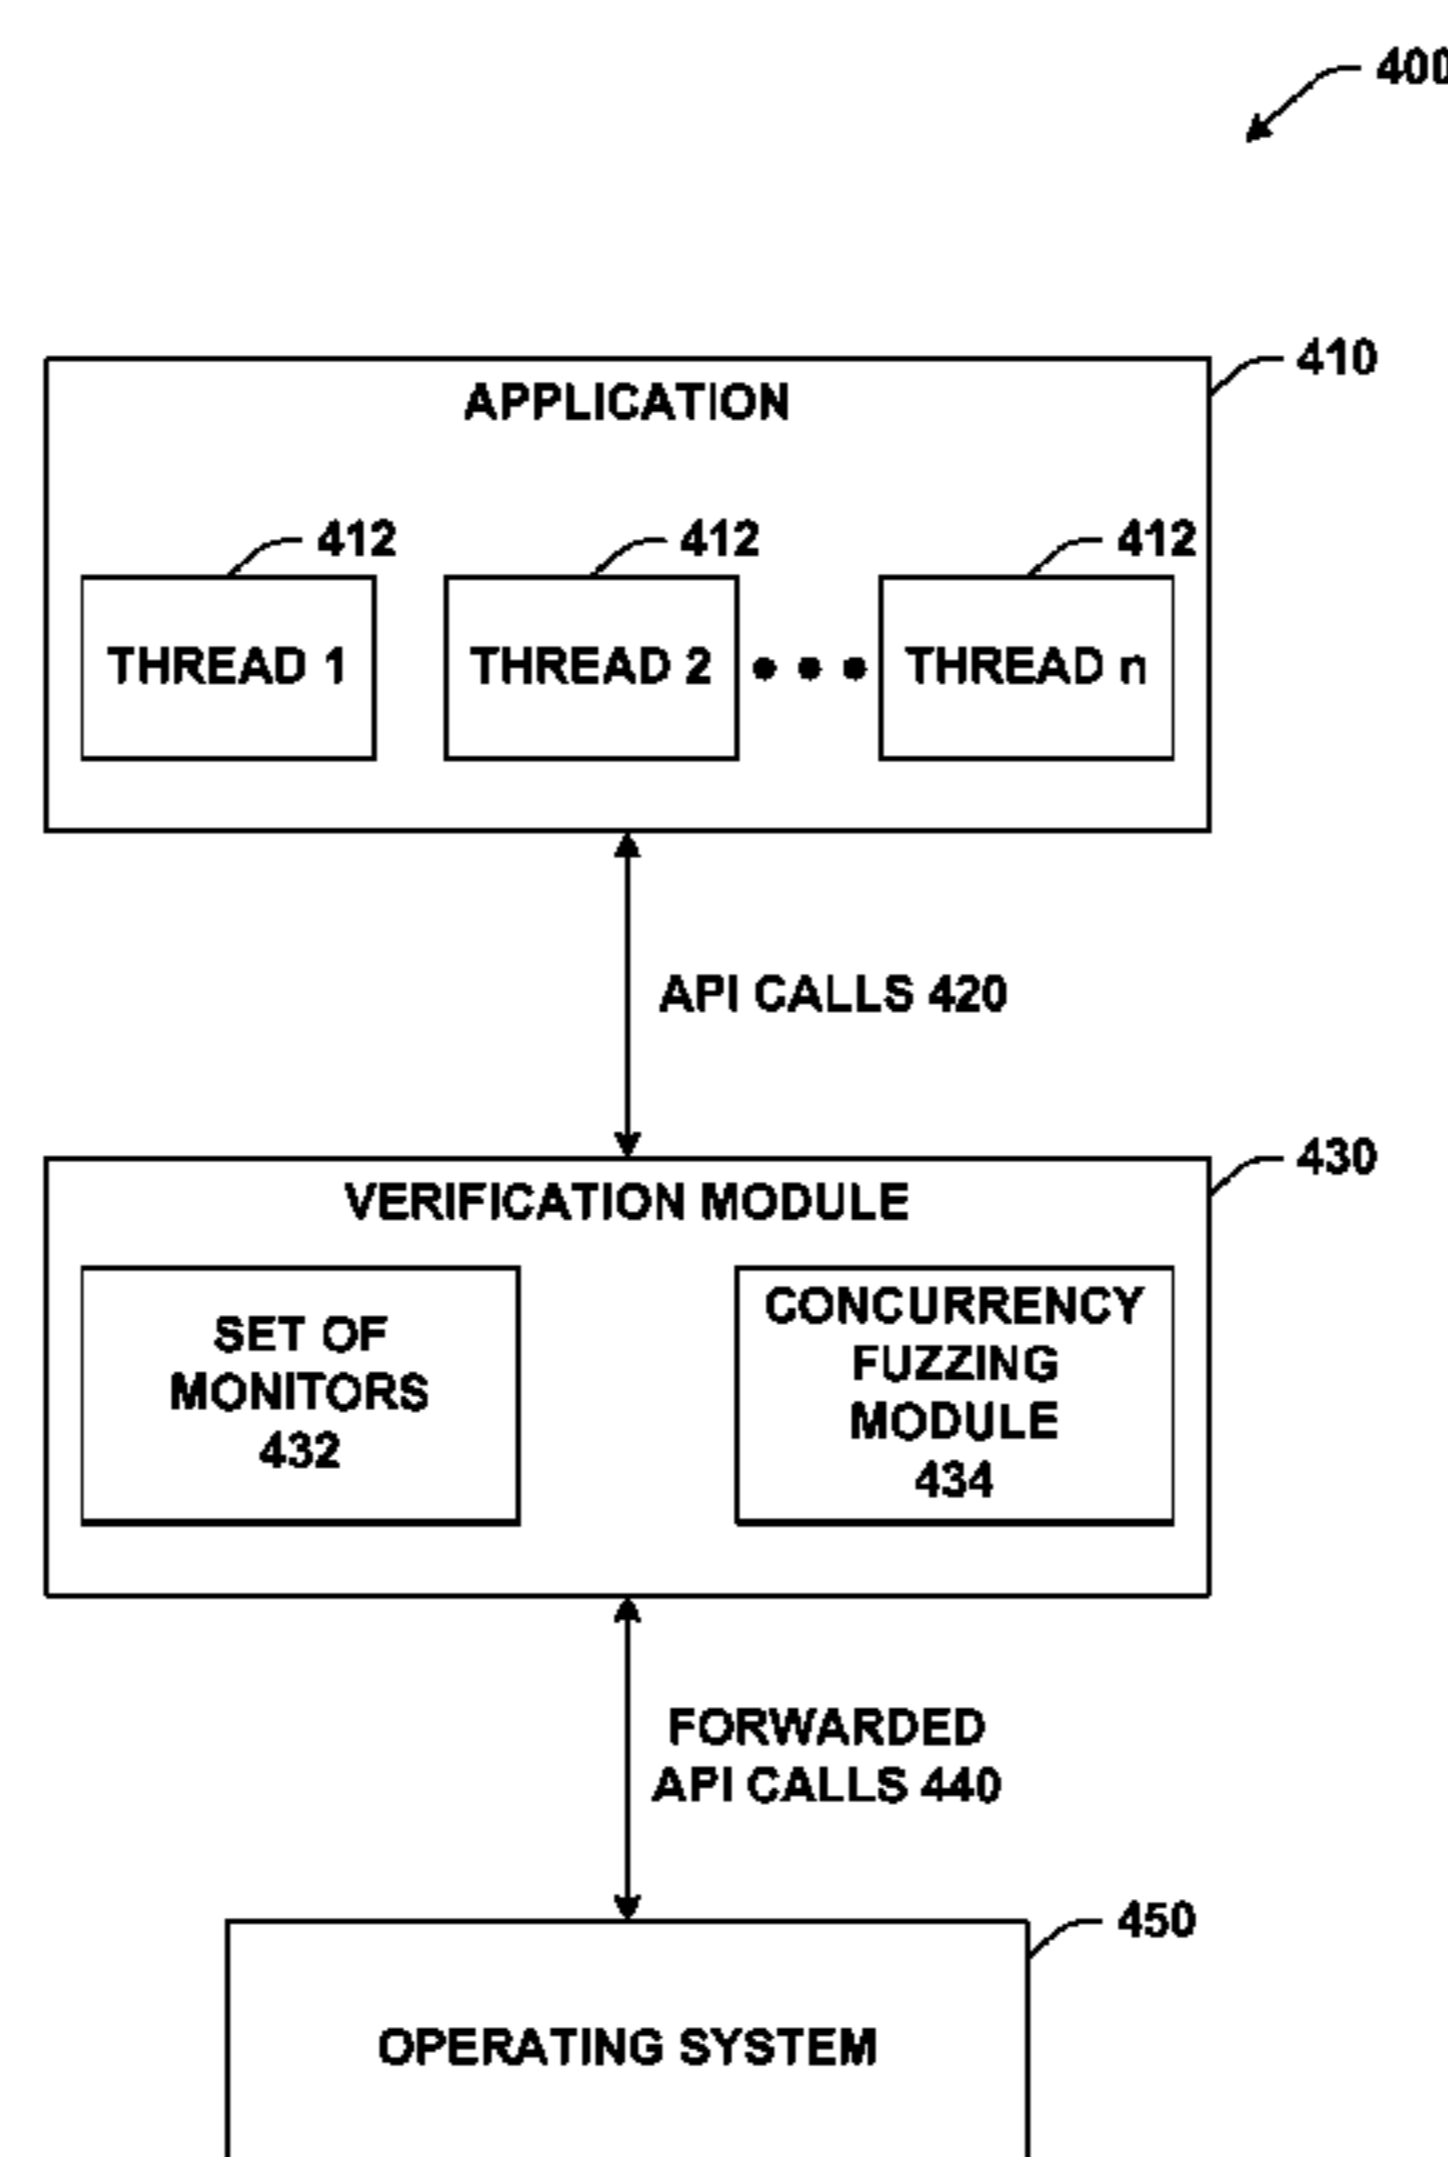 400
410
APPLICATION
412 412 412
THREAD 1 THREAD 2 THREAD n
API CALLS 420
430
VERIFICATION MODULE
SET OF
MONITORS
432
CONCURRENCY
FUZZING
MODULE
434
FORWARDED
API CALLS 440
450
OPERATING SYSTEM